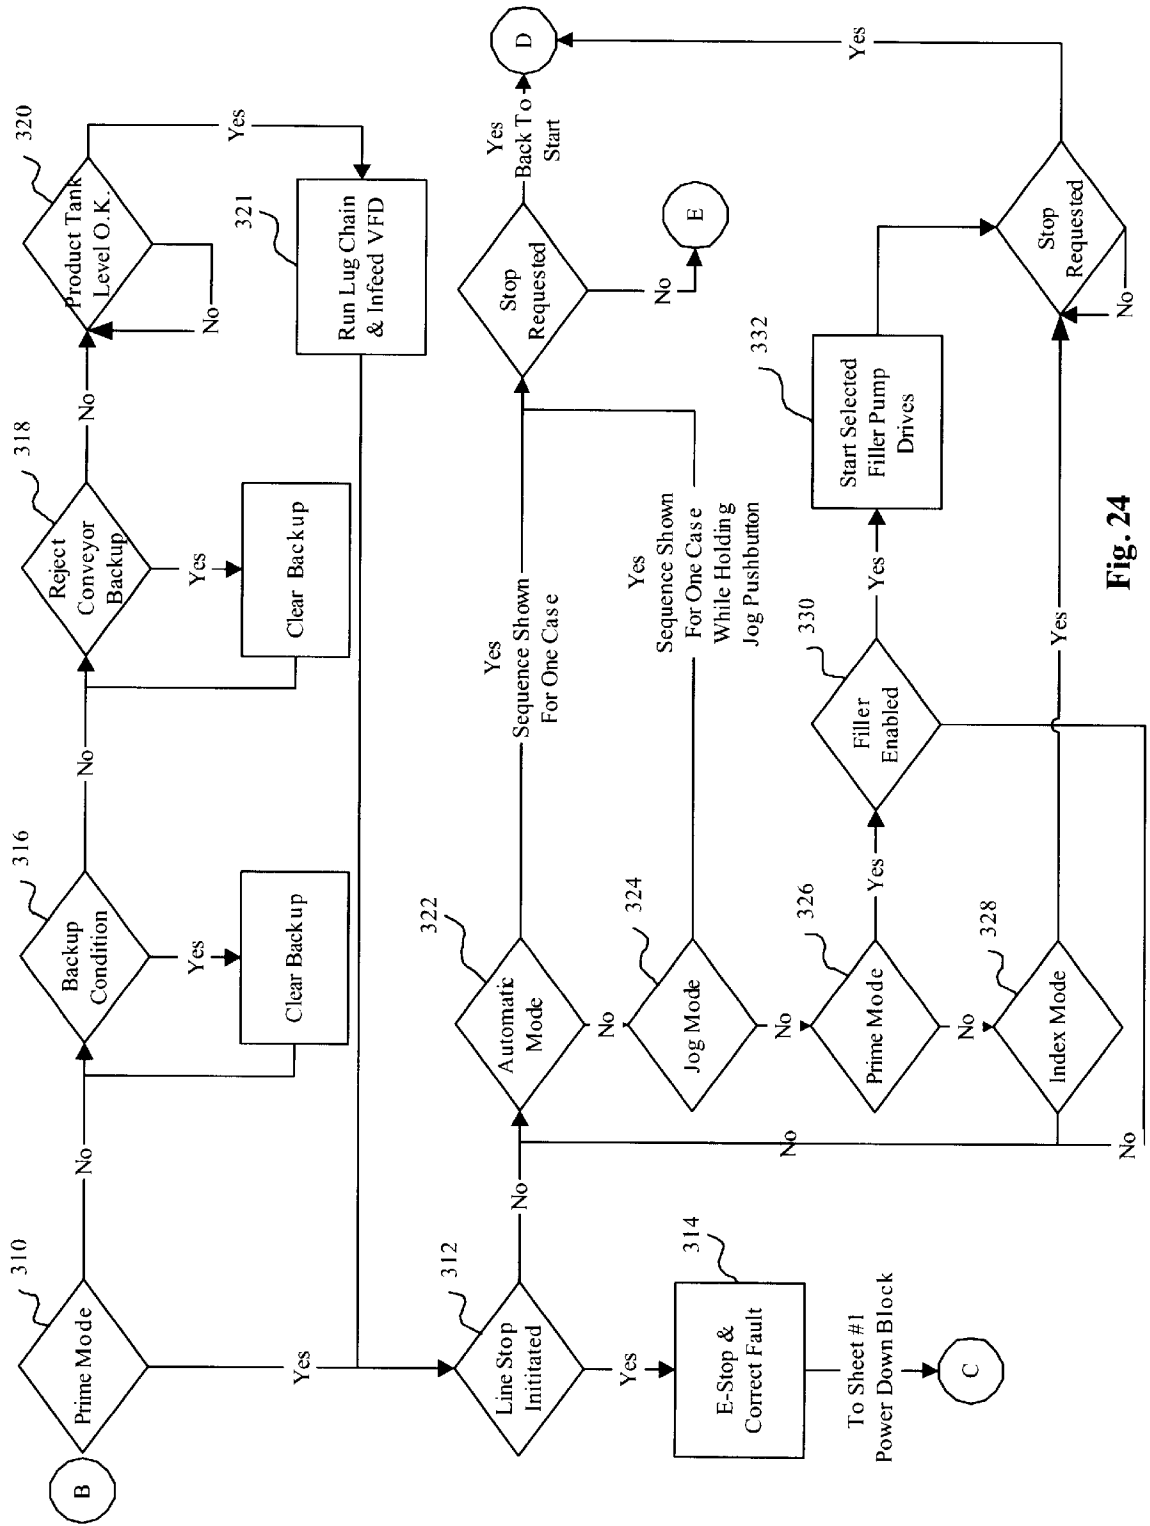 B
Prime Mode
310
No
Backup
Condition
316
Yes
Clear Backup
No
Reject
Conveyor
Backup
318
Yes
Clear Backup
No
Product Tank
Level O.K.
320
No
Yes
Run Lug Chain
& Infeed VFD
321
Yes
Line Stop
Inititated
312
Yes
E-Stop &
Correct Fault
314
To Sheet #1
Power Down Block
C
No
Automatic
Mode
322
Yes
Sequence Shown
For One Case
Stop
Requested
Yes
Back To
Start
D
No
E
No
Jog Mode
324
Yes
Sequence Shown
For One Case
While Holding
Jog Pushbutton
No
Prime Mode
326
Yes
Filler
Enabled
330
Yes
Start Selected
Filler Pump
Drives
332
No
Index Mode
328
Yes
Stop
Requested
No
Yes
No
No
Fig. 24